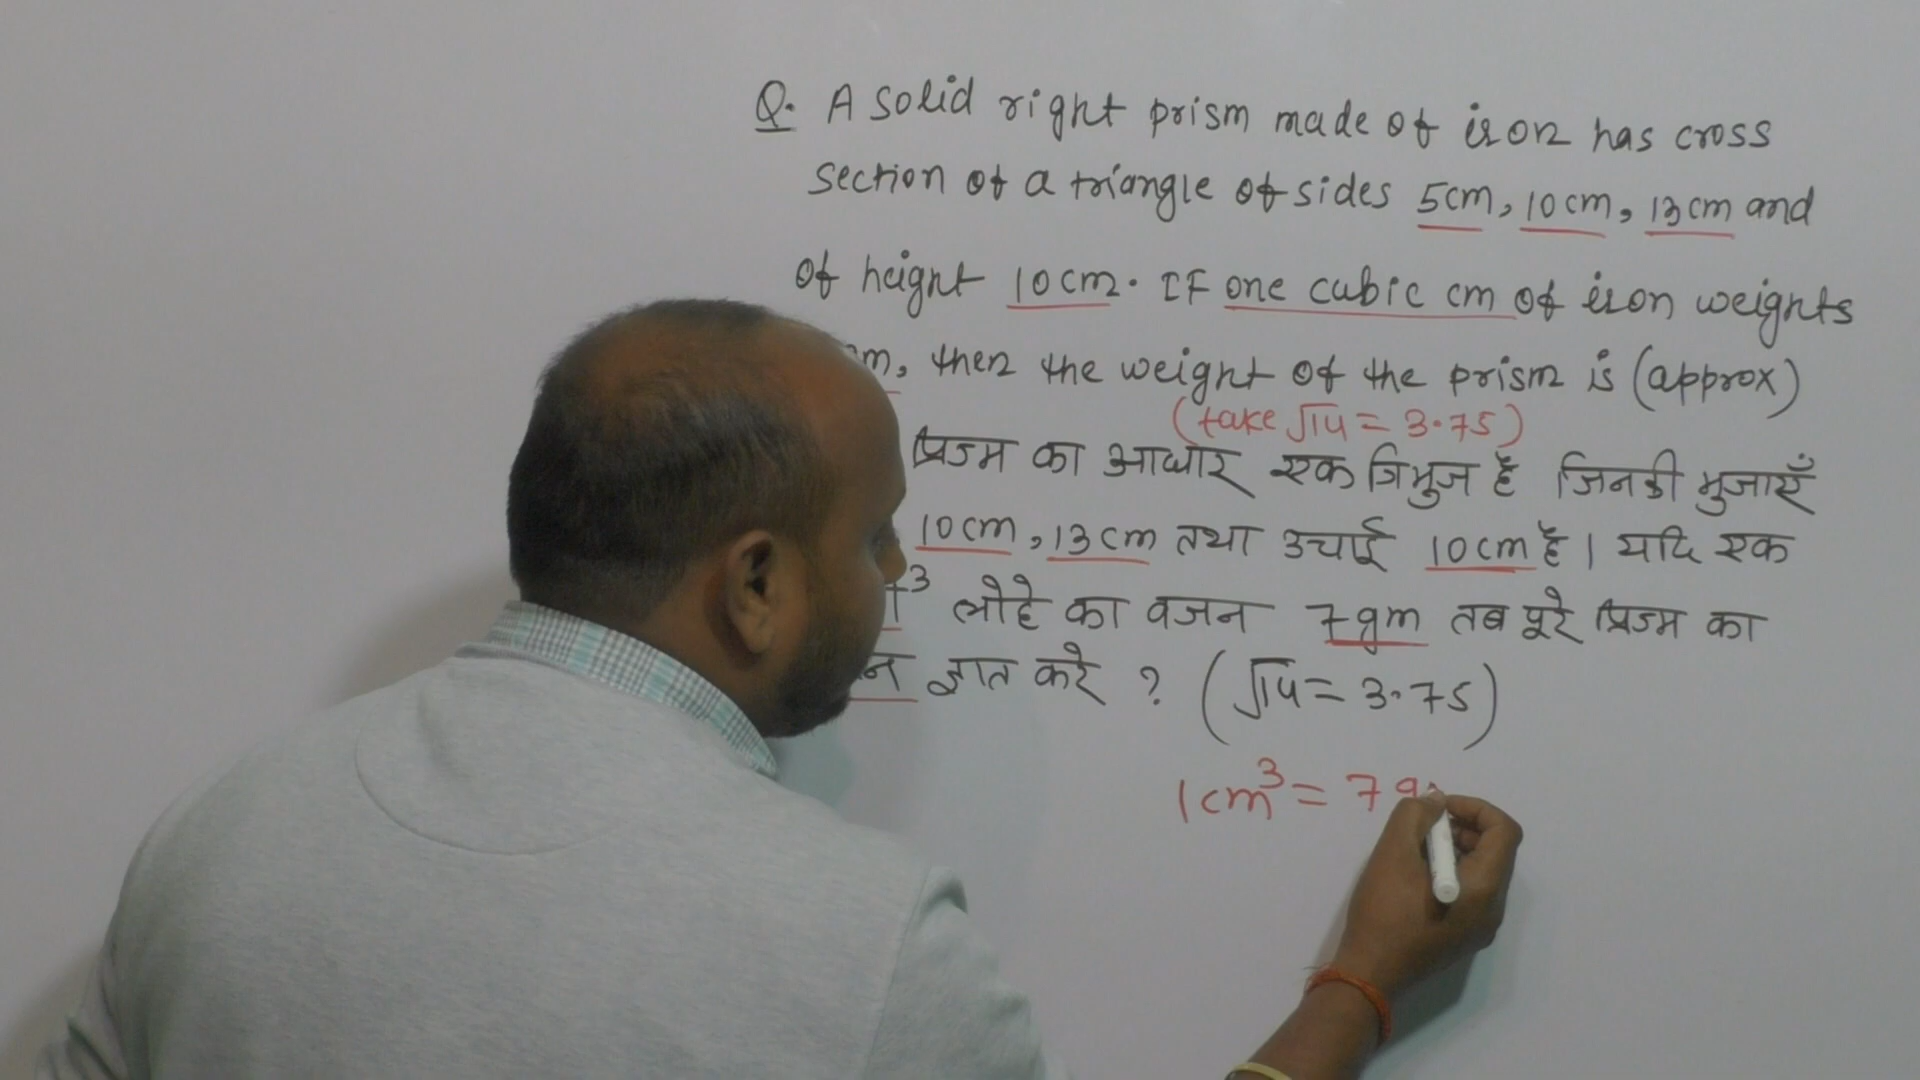 Q. A solid right prism made of iron has cross
section of a triangle of sides 5cm, 10cm, 13cm and
of height 10cm. IF one cubic cm of iron weights
then the weight of the prism is (approx)
(take √14 = 3.75)
प्रिज्म का आधार एक त्रिभुज है जिनकी भुजाएँ
10cm, 13cm तथा उचाई 10cm है। यदि एक
3 लोहे का वजन 7gm तब पूरे प्रिज्म का
ज्ञात करे ? (√14 = 3.75)
1cm³ = 7